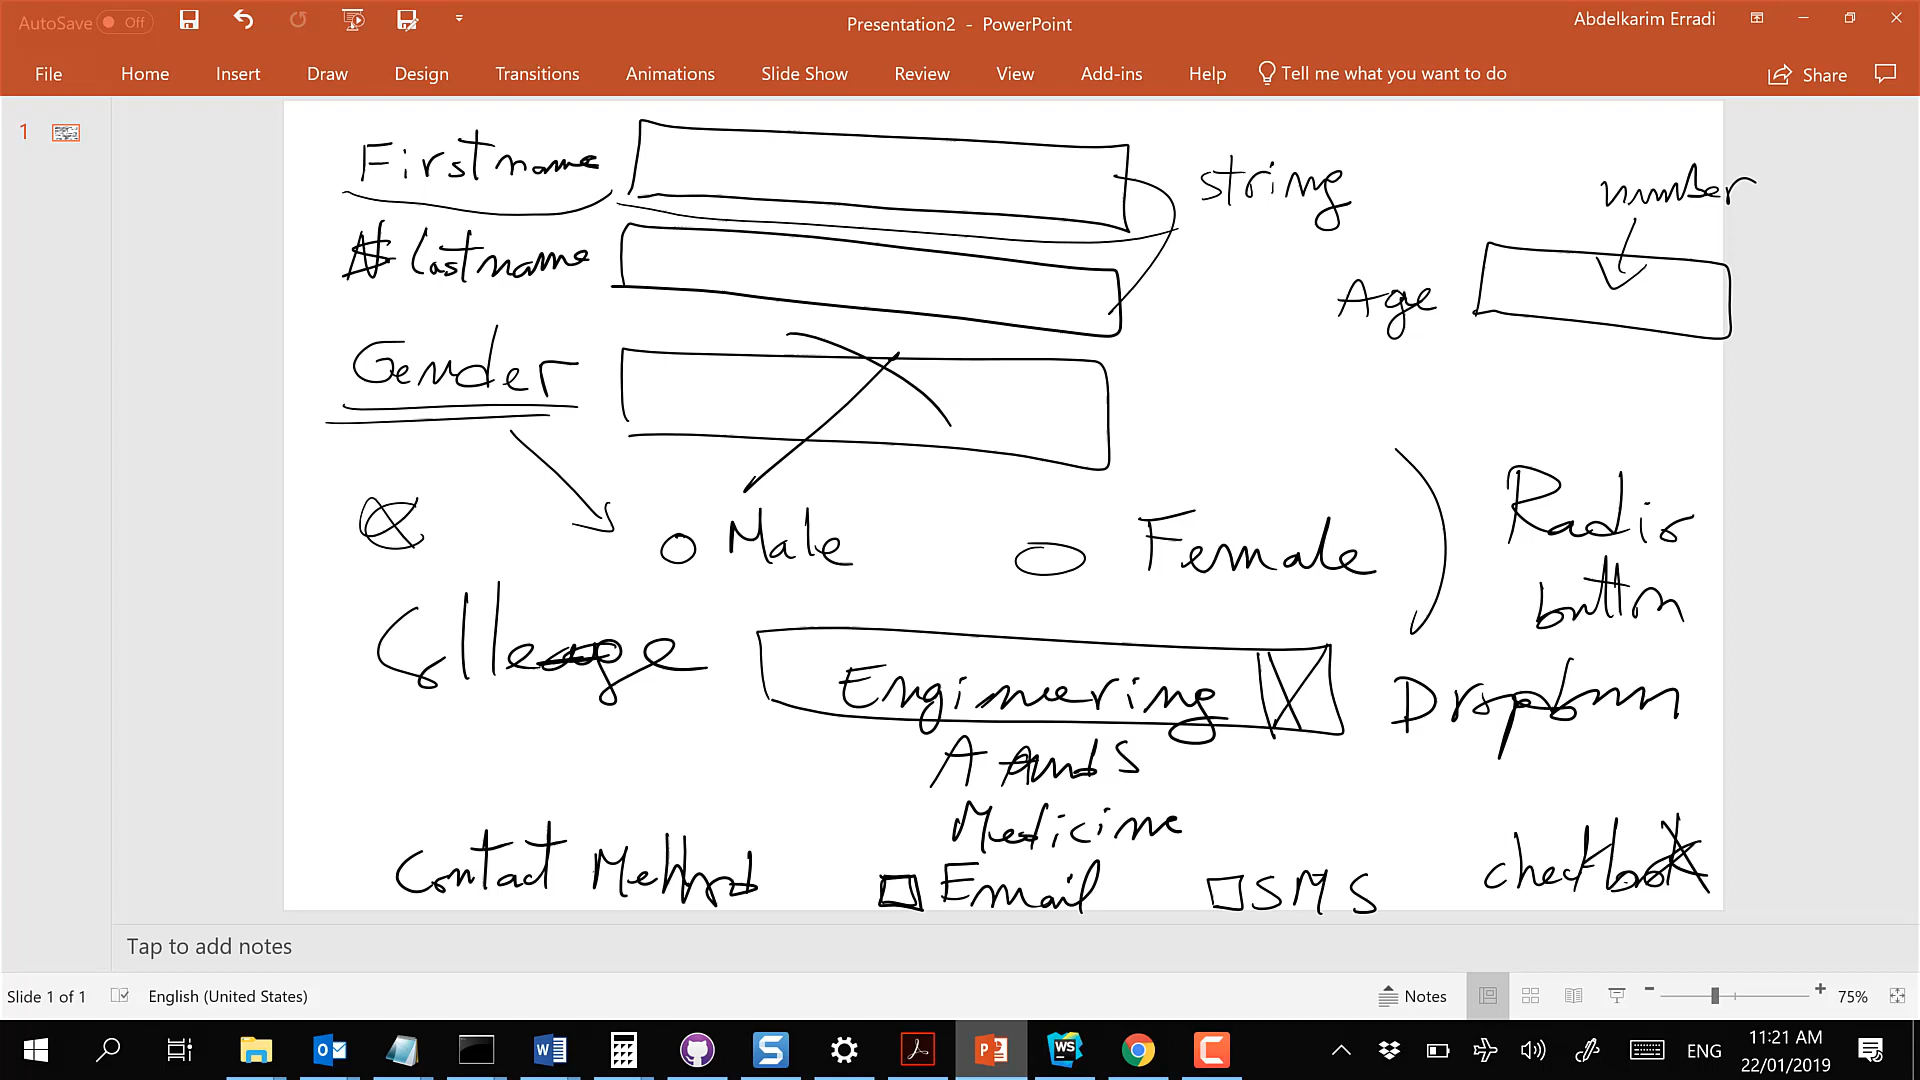 AutoSave Off
Presentation2 - PowerPoint
Abdelkarim Erradi
File Home Insert Draw Design Transitions Animations Slide Show Review View Add-ins Help Tell me what you want to do
Share
1
Firstname string number
lastname Age
Gender
Male Female Radio button
College Engineering Dropdown
A and S
Medicine
Contact Method Email SMS checkbox
Tap to add notes
Slide 1 of 1 English (United States) Notes 75%
11:21 AM
ENG
22/01/2019